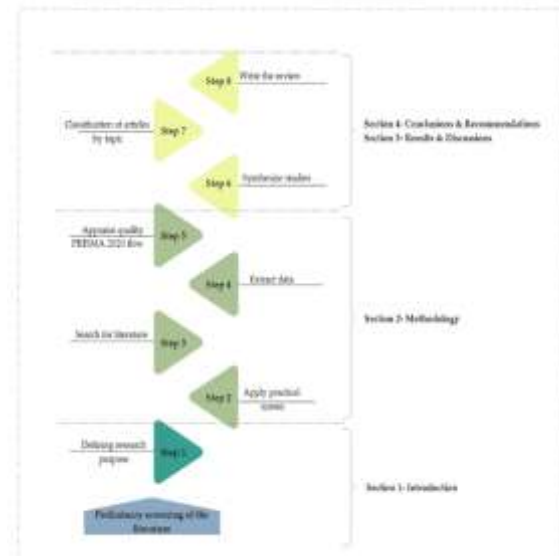 Step 8
Write the review
Classification of articles
by topic
Step 7
Section 4- Conclusions & Recommendations
Section 3- Results & Discussions
Step 6
Synthesize studies
Appraise quality
PRISMA 2020 flow
Step 5
Step 4
Extract data
Search for literature
Step 3
Section 2- Methodology
Step 2
Apply practical
screen
Defining research
purpose
Step 1
Section 1- Introduction
Preliminary screening of the
literature